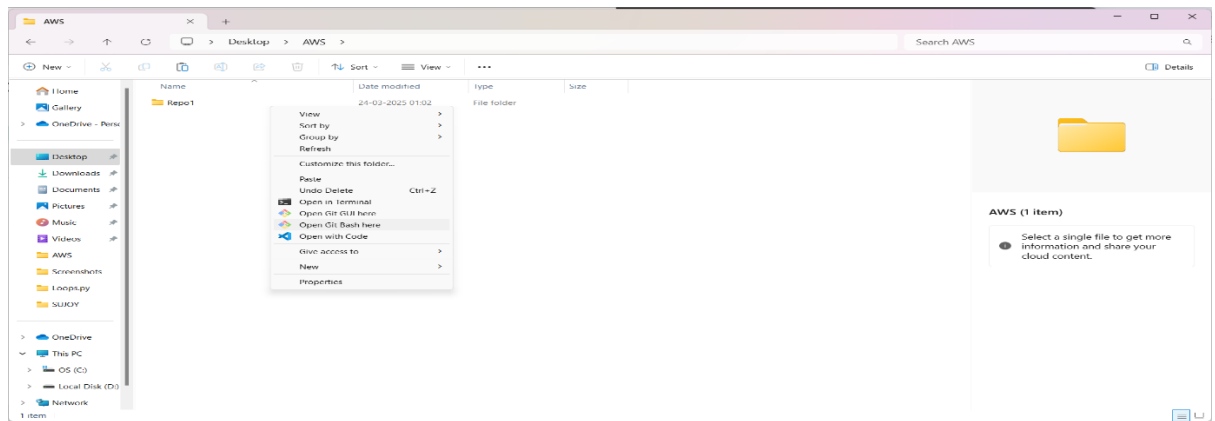 AWS
Desktop > AWS >
Search AWS
New
Sort
View
Details
Home
Gallery
OneDrive - Perso
Desktop
Downloads
Documents
Pictures
Music
Videos
AWS
Screenshots
Loops.py
SUJOY
OneDrive
This PC
OS (C:)
Local Disk (D:)
Network
1 item
Name Date modified Type Size
Repo1 24-03-2025 01:02 File folder
View
Sort by
Group by
Refresh
Customize this folder...
Paste
Undo Delete Ctrl+Z
Open in Terminal
Open Git GUI here
Open Git Bash here
Open with Code
Give access to
New
Properties
AWS (1 item)
Select a single file to get more
information and share your
cloud content.